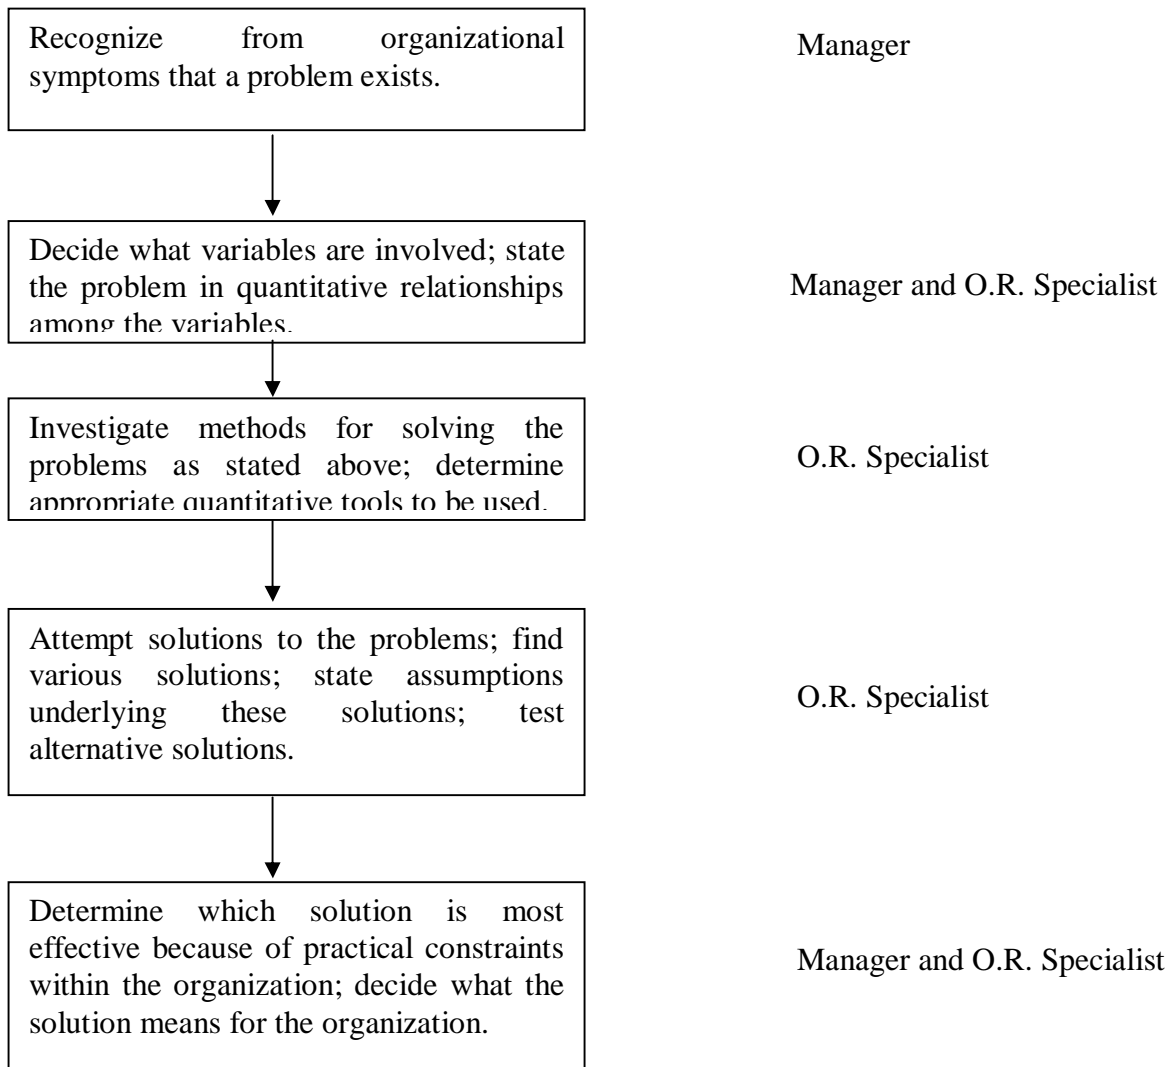 Recognize from organizational
symptoms that a problem exists.
Manager
Decide what variables are involved; state
the problem in quantitative relationships
among the variables.
Manager and O.R. Specialist
Investigate methods for solving the
problems as stated above; determine
appropriate quantitative tools to be used.
O.R. Specialist
Attempt solutions to the problems; find
various solutions; state assumptions
underlying these solutions; test
alternative solutions.
O.R. Specialist
Determine which solution is most
effective because of practical constraints
within the organization; decide what the
solution means for the organization.
Manager and O.R. Specialist